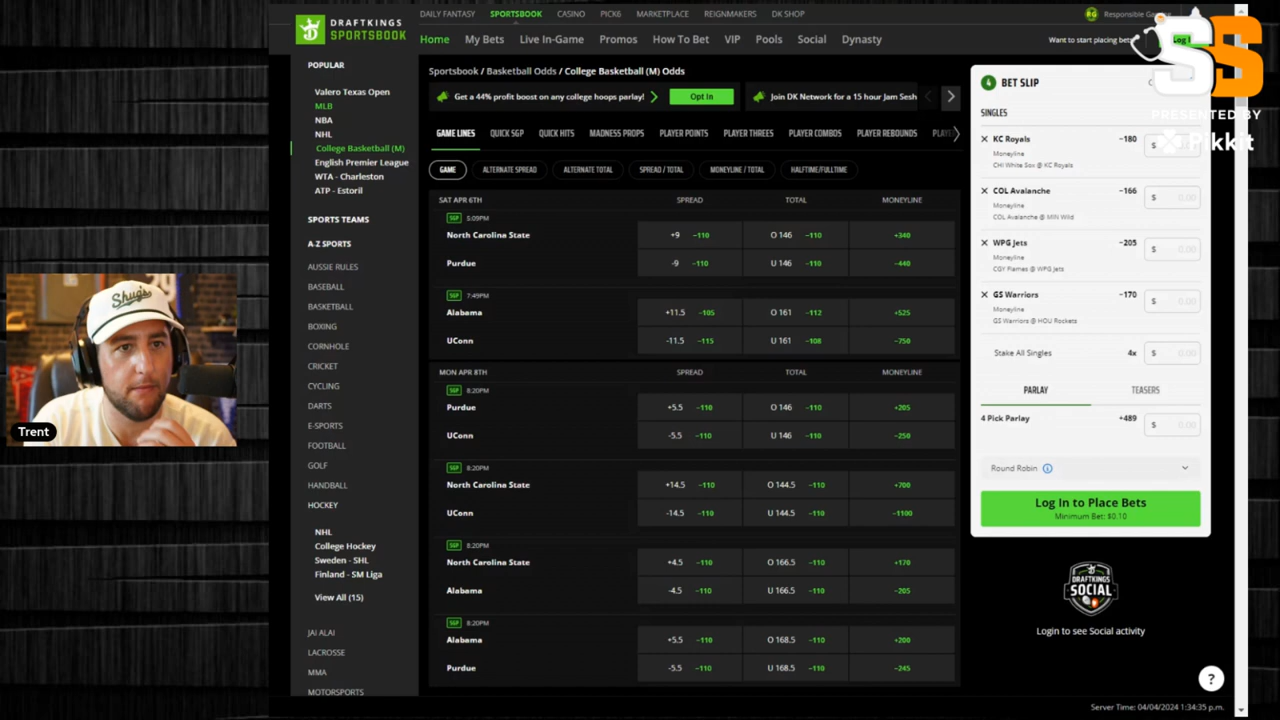 DRAFTKINGS
SPORTSBOOK
DAILY FANTASY SPORTSBOOK CASINO PICK6 MARKETPLACE REIGNMAKERS DK SHOP
RG Responsible
Home My Bets Live In-Game Promos How To Bet VIP Pools Social Dynasty
Want to start placing bets
SS
PRESENTED BY
Pikkit
POPULAR
Valero Texas Open
MLB
NBA
NHL
College Basketball (M)
English Premier League
WTA - Charleston
ATP - Estoril
SPORTS TEAMS
A-Z SPORTS
AUSSIE RULES
BASEBALL
BASKETBALL
BOXING
CORNHOLE
CRICKET
CYCLING
DARTS
E-SPORTS
FOOTBALL
GOLF
HANDBALL
HOCKEY
NHL
College Hockey
Sweden - SHL
Finland - SM Liga
View All (15)
JAI ALAI
LACROSSE
MMA
MOTORSPORTS
Shug's
Trent
Sportsbook / Basketball Odds / College Basketball (M) Odds
Get a 44% profit boost on any college hoops parlay! Opt In
Join DK Network for a 15 hour Jam Sesh
GAME LINES QUICK SGP QUICK HITS MADNESS PROPS PLAYER POINTS PLAYER THREES PLAYER COMBOS PLAYER REBOUNDS
GAME ALTERNATE SPREAD ALTERNATE TOTAL SPREAD / TOTAL MONEYLINE / TOTAL HALFTIME/FULLTIME
SAT APR 6TH SPREAD TOTAL MONEYLINE
SGP 5:09PM
North Carolina State +9 -110 O 146 -110 +340
Purdue -9 -110 U 146 -110 -440
SGP 7:49PM
Alabama +11.5 -105 O 161 -112 +525
UConn -11.5 -115 U 161 -108 -750
MON APR 8TH SPREAD TOTAL MONEYLINE
SGP 8:20PM
Purdue +5.5 -110 O 146 -110 +205
UConn -5.5 -110 U 146 -110 -250
SGP 8:20PM
North Carolina State +14.5 -110 O 144.5 -110 +700
UConn -14.5 -110 U 144.5 -110 -1100
SGP 8:20PM
North Carolina State +4.5 -110 O 166.5 -110 +170
Alabama -4.5 -110 U 166.5 -110 -205
SGP 8:20PM
Alabama +5.5 -110 O 168.5 -110 +200
Purdue -5.5 -110 U 168.5 -110 -245
4 BET SLIP
SINGLES
KC Royals -180
Moneyline
CHI White Sox @ KC Royals
COL Avalanche -166 $ 0.00
Moneyline
COL Avalanche @ MIN Wild
WPG Jets -205 $ 0.00
Moneyline
CGY Flames @ WPG Jets
GS Warriors -170 $ 0.00
Moneyline
GS Warriors @ HOU Rockets
Stake All Singles 4x $ 0.00
PARLAY TEASERS
4 Pick Parlay +489 $ 0.00
Round Robin
Log In to Place Bets
Minimum Bet: $0.10
DRAFTKINGS
SOCIAL
Login to see Social activity
?
Server Time: 04/04/2024 1:34:35 p.m.